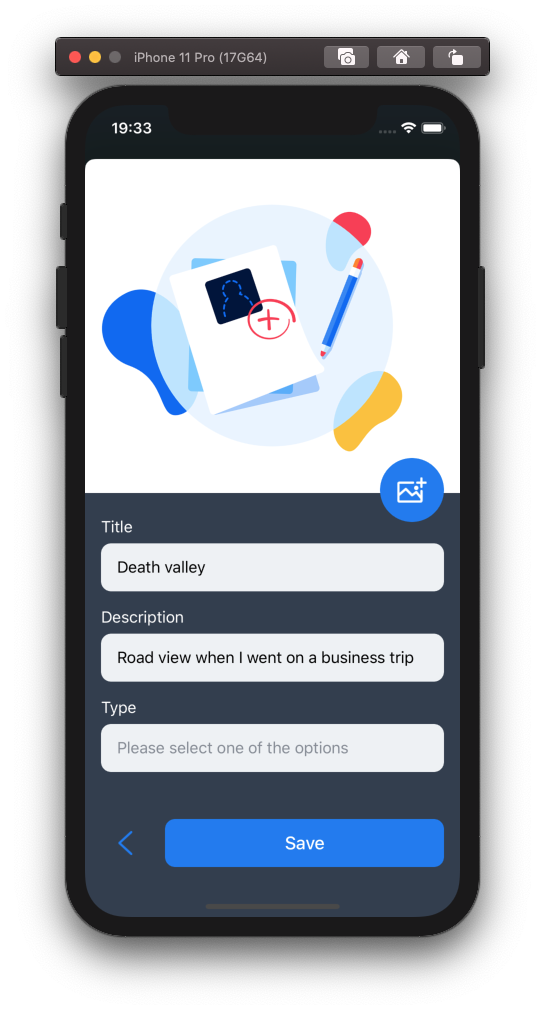 iPhone 11 Pro (17G64)
19:33
Title
Death valley
Description
Road view when I went on a business trip
Type
Please select one of the options
Save